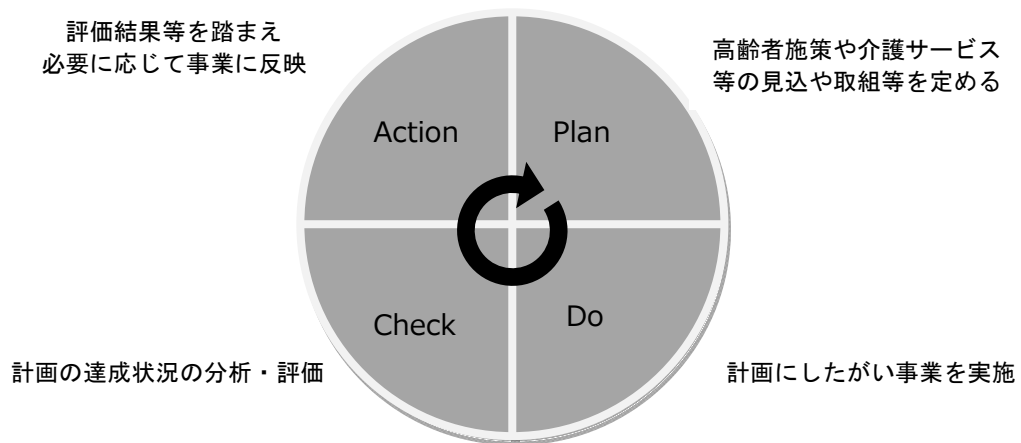 評価結果等を踏まえ
必要に応じて事業に反映
高齢者施策や介護サービス
等の見込や取組等を定める
Action
Plan
Check
Do
計画の達成状況の分析・評価
計画にしたがい事業を実施